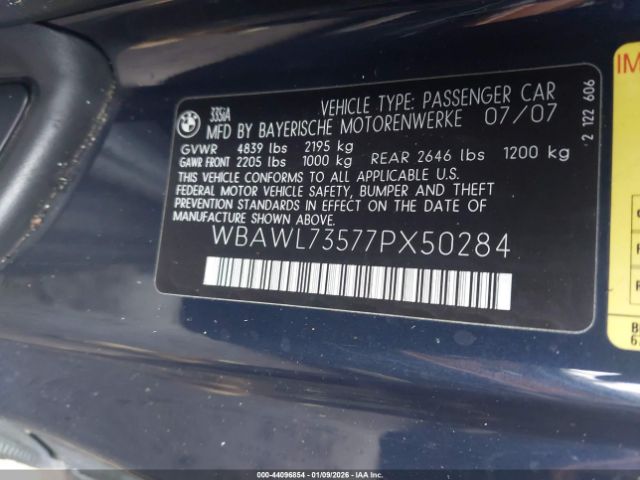 335iA
VEHICLE TYPE: PASSENGER CAR
MFD BY BAYERISCHE MOTORENWERKE 07/07
GVWR 4839 lbs 2195 kg
GAWR FRONT 2205 lbs 1000 kg REAR 2646 lbs 1200 kg
THIS VEHICLE CONFORMS TO ALL APPLICABLE U.S.
FEDERAL MOTOR VEHICLE SAFETY, BUMPER AND THEFT
PREVENTION STANDARDS IN EFFECT ON THE DATE OF
MANUFACTURE SHOWN ABOVE.
WBAWL73577PX50284
2 122 606
IM
000-44096854 | 01/09/2026 | IAA Inc.